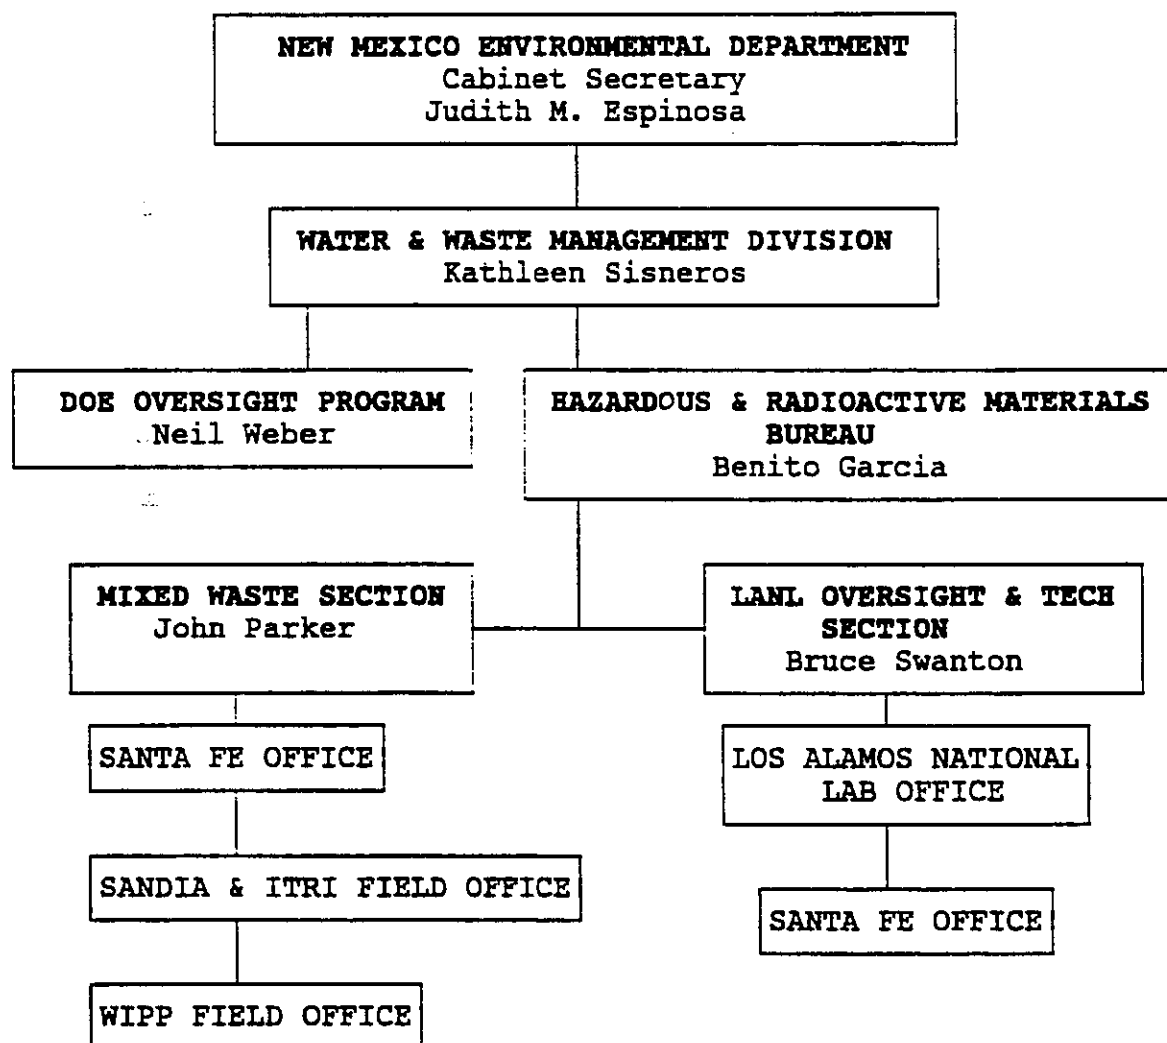 NEW MEXICO ENVIRONMENTAL DEPARTMENT
Cabinet Secretary
Judith M. Espinosa
WATER & WASTE MANAGEMENT DIVISION
Kathleen Sisneros
DOE OVERSIGHT PROGRAM
Neil Weber
HAZARDOUS & RADIOACTIVE MATERIALS
BUREAU
Benito Garcia
MIXED WASTE SECTION
John Parker
LANL OVERSIGHT & TECH
SECTION
Bruce Swanton
SANTA FE OFFICE
LOS ALAMOS NATIONAL
LAB OFFICE
SANDIA & ITRI FIELD OFFICE
SANTA FE OFFICE
WIPP FIELD OFFICE